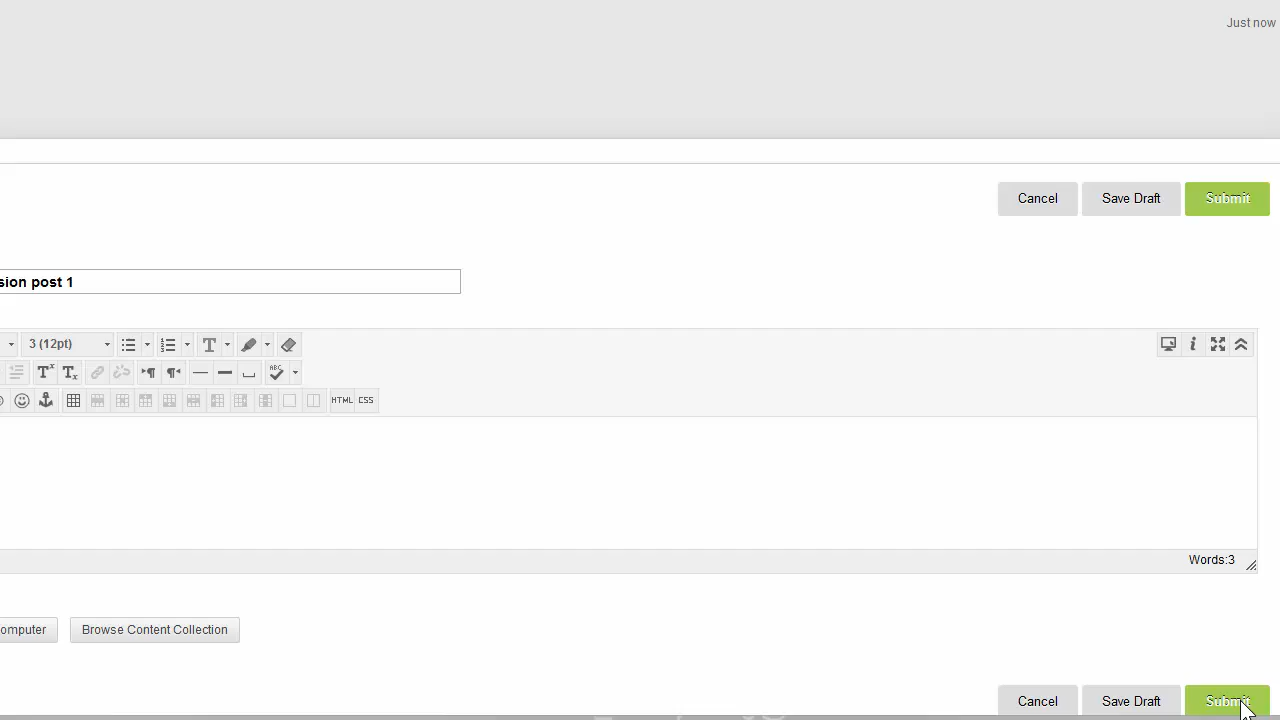 Just now
Cancel Save Draft Submit
sion post 1
3 (12pt)
ABC
HTML CSS
Words:3
omputer Browse Content Collection
Cancel Save Draft Submit